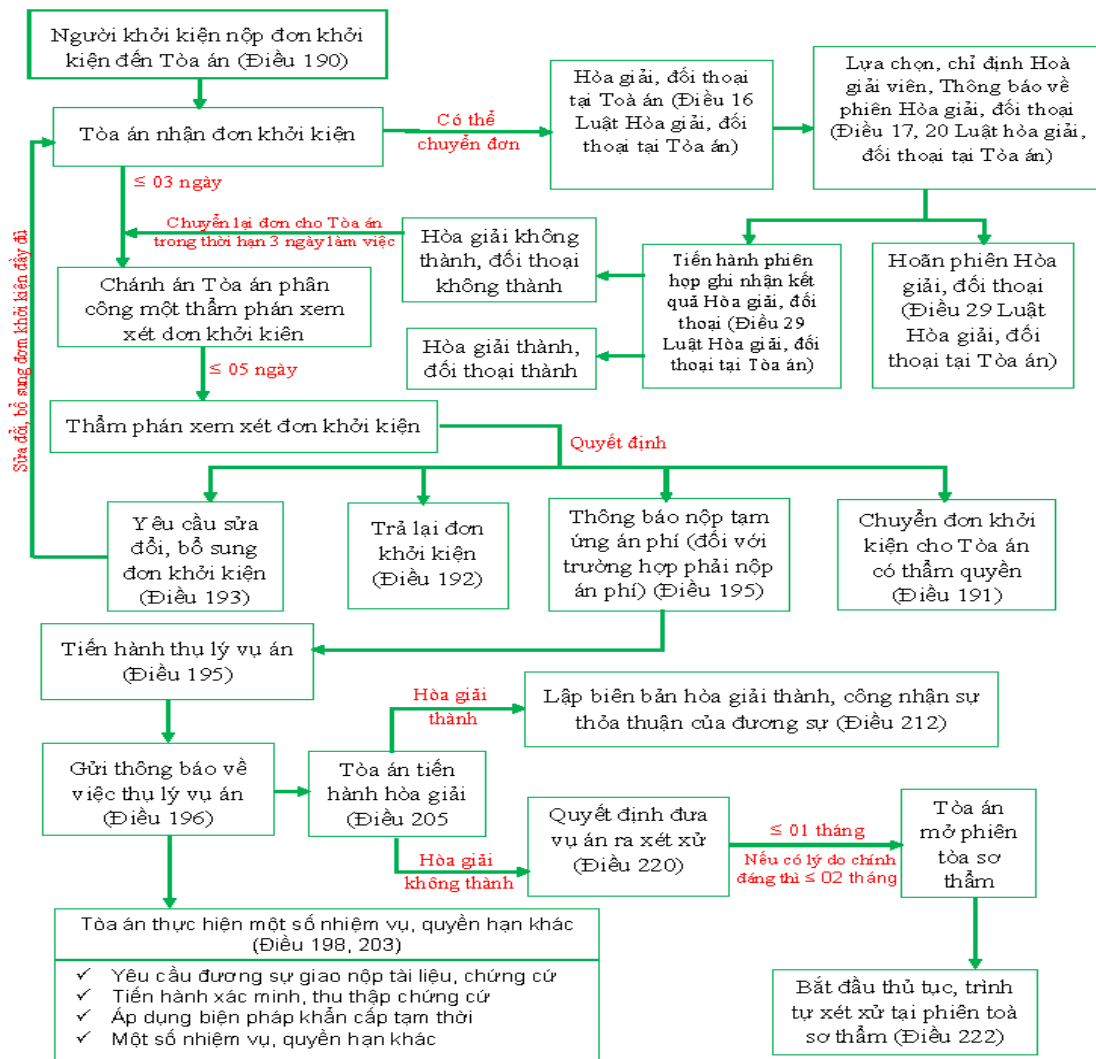 Người khởi kiện nộp đơn khởi
kiện đến Tòa án (Điều 190)
Tòa án nhận đơn khởi kiện
Có thể
chuyển đơn
Hòa giải, đối thoại
tại Toà án (Điều 16
Luật Hòa giải, đối
thoại tại Tòa án)
Lựa chọn, chỉ định Hoà
giải viên, Thông báo về
phiên Hòa giải, đối thoại
(Điều 17, 20 Luật hòa giải,
đối thoại tại Tòa án)
≤ 03 ngày
Chuyển lại đơn cho Tòa án
trong thời hạn 3 ngày làm việc
Hòa giải không
thành, đối thoại
không thành
Tiến hành phiên
họp ghi nhận kết
quả Hòa giải, đối
thoại (Điều 29
Luật Hòa giải, đối
thoại tại Tòa án)
Hoãn phiên Hòa
giải, đối thoại
(Điều 29 Luật
Hòa giải, đối
thoại tại Tòa án)
Hòa giải thành,
đối thoại thành
Chánh án Tòa án phân
công một thẩm phán xem
xét đơn khởi kiên
≤ 05 ngày
Thẩm phán xem xét đơn khởi kiện
Quyết định
Sửa đổi, bổ sung đơm khởi kiện đầy đủ
Yêu cầu sửa
đổi, bổ sung
đơn khởi kiện
(Điều 193)
Trả lại đơn
khởi kiện
(Điều 192)
Thông báo nộp tạm
ứng án phí (đối với
trường hợp phải nộp
án phí) (Điều 195)
Chuyển đơn khởi
kiện cho Tòa án
có thẩm quyền
(Điều 191)
Tiến hành thụ lý vụ án
(Điều 195)
Hòa giải
thành
Lập biên bản hòa giải thành, công nhận sự
thỏa thuận của đương sự (Điều 212)
Gửi thông báo về
việc thụ lý vụ án
(Điều 196)
Tòa án tiến
hành hòa giải
(Điều 205
Hòa giải
không thành
Quyết định đưa
vụ án ra xét xử
(Điều 220)
≤ 01 tháng
Nếu có lý do chính
đáng thì ≤ 02 tháng
Tòa án
mở phiên
tòa sơ
thẩm
Tòa án thực hiện một số nhiệm vụ, quyền hạn khác
(Điều 198, 203)
✓ Yêu cầu đương sự giao nộp tài liệu, chứng cứ
✓ Tiến hành xác minh, thu thập chứng cứ
✓ Áp dụng biện pháp khẩn cấp tạm thời
✓ Một số nhiệm vụ, quyền hạn khác
Bắt đầu thủ tục, trình
tự xét xử tại phiên toà
sơ thẩm (Điều 222)